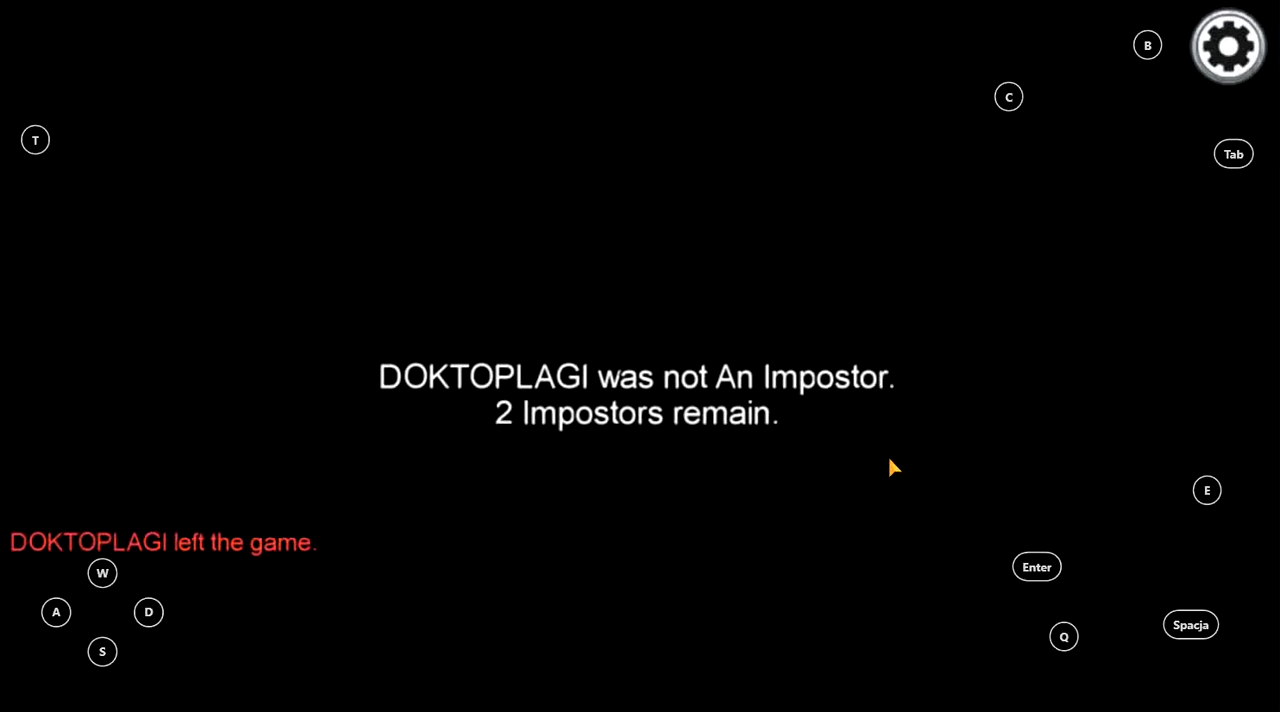 B
C
T
Tab
DOKTOPLAGI was not An Impostor.
2 Impostors remain.
E
DOKTOPLAGI left the game.
W
Enter
A
D
Spacja
Q
S